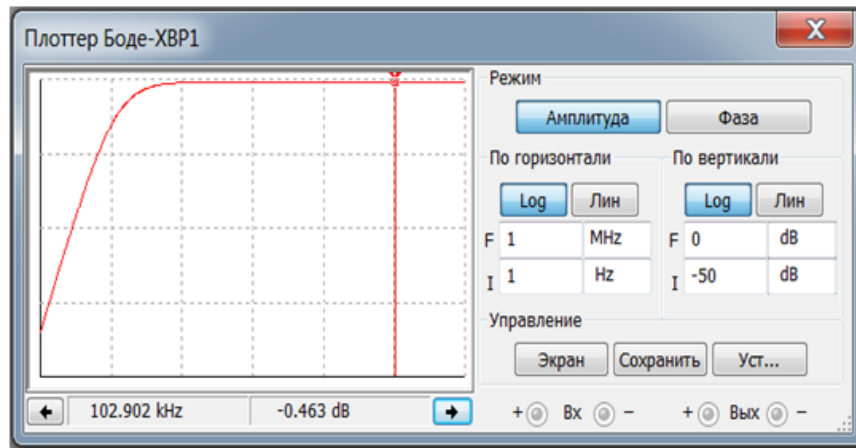 Плоттер Боде-XBP1
Режим
Амплитуда Фаза
По горизонтали По вертикали
Log Лин Log Лин
F 1 MHz F 0 dB
I 1 Hz I -50 dB
Управление
Экран Сохранить Уст...
102.902 kHz -0.463 dB + Вх − + Вых −